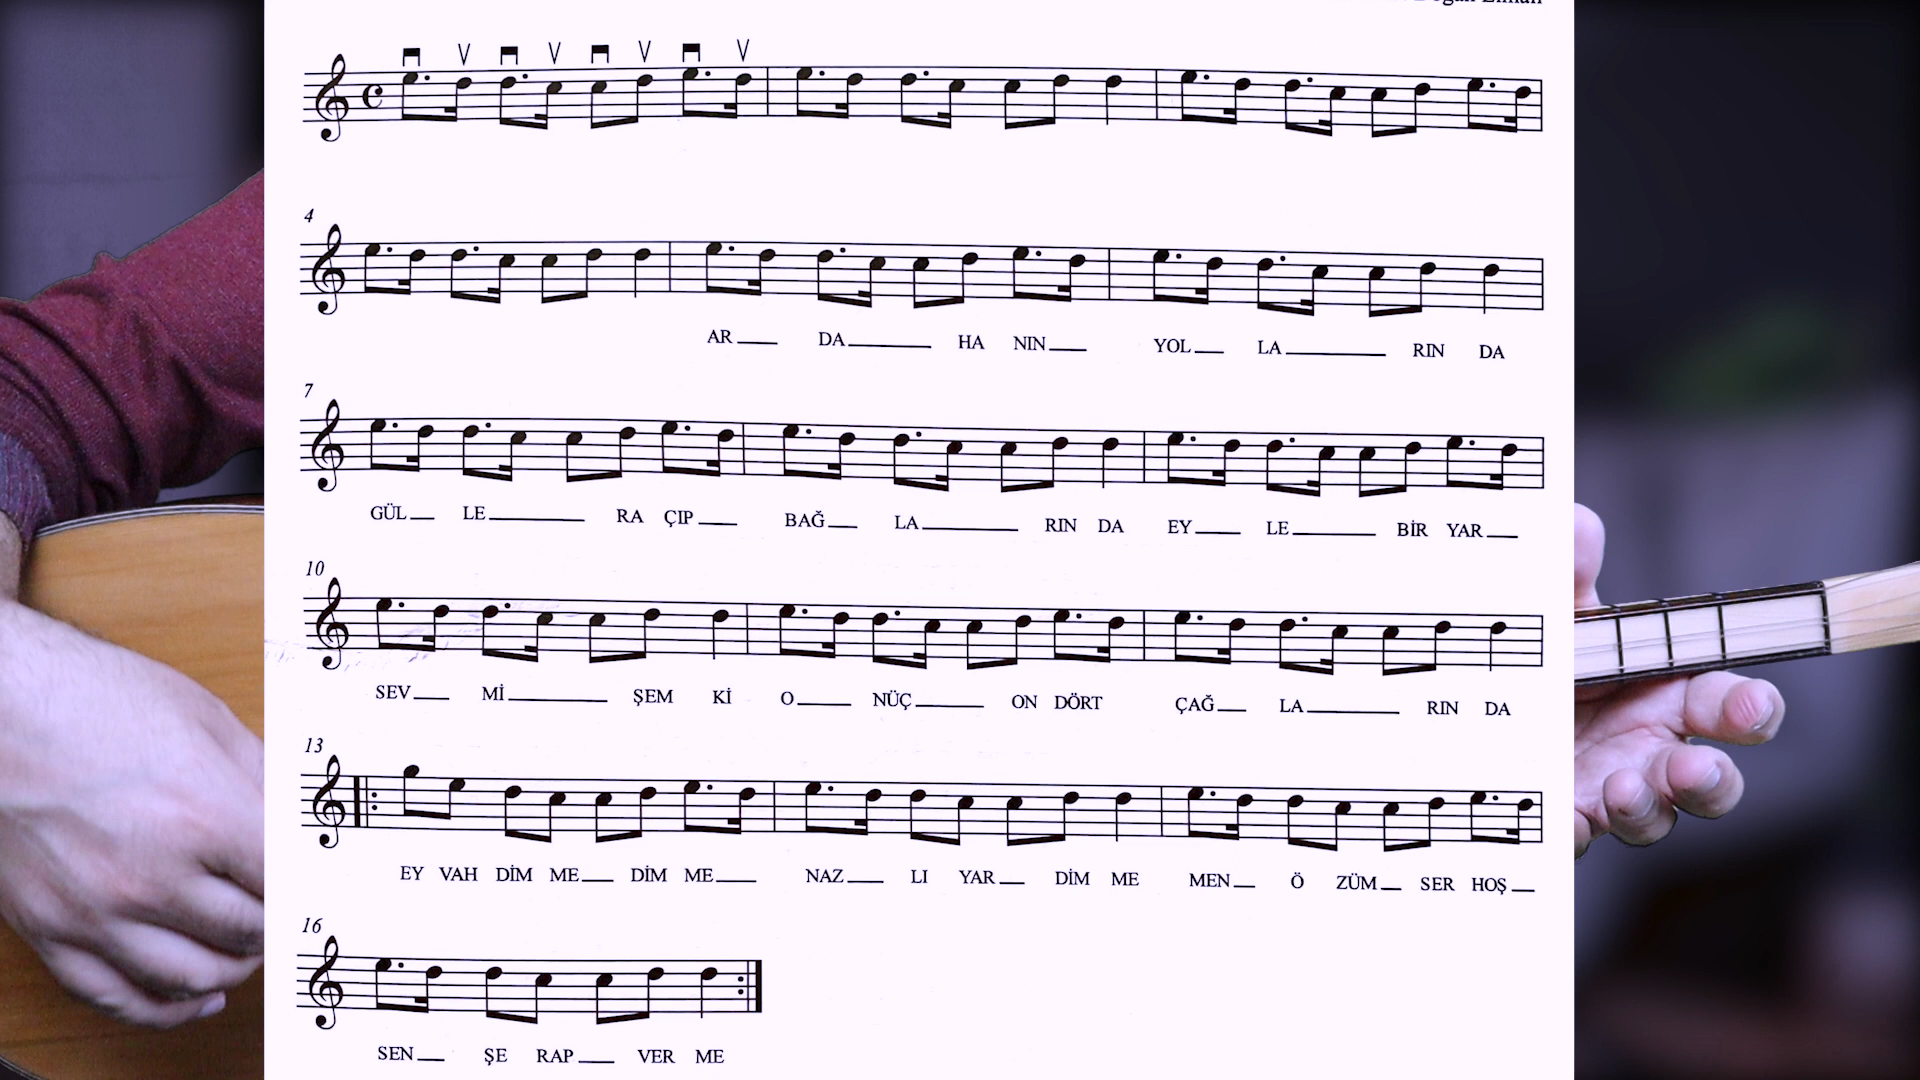 4
AR DA HA NIN YOL LA RIN DA
7
GÜL LE RA ÇIP BAĞ LA RIN DA EY LE BİR YAR
10
SEV Mİ ŞEM Kİ O NÜÇ ON DÖRT ÇAĞ LA RIN DA
13
EY VAH DİM ME DİM ME NAZ LI YAR DİM ME MEN Ö ZÜM SER HOŞ
16
SEN ŞE RAP VER ME